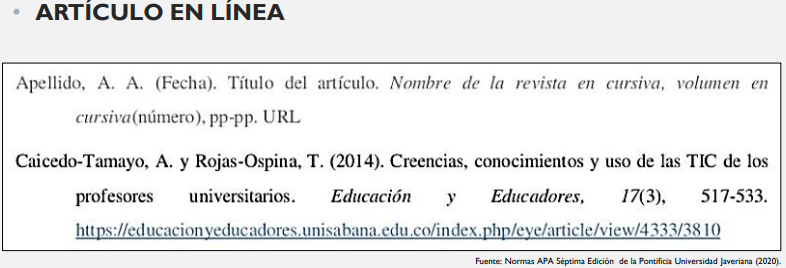 • ARTÍCULO EN LÍNEA
Apellido, A. A. (Fecha). Título del artículo. Nombre de la revista en cursiva, volumen en
cursiva(número), pp-pp. URL
Caicedo-Tamayo, A. y Rojas-Ospina, T. (2014). Creencias, conocimientos y uso de las TIC de los
profesores universitarios. Educación y Educadores, 17(3), 517-533.
https://educacionyeducadores.unisabana.edu.co/index.php/eye/article/view/4333/3810
Fuente: Normas APA Séptima Edición de la Pontificia Universidad Javeriana (2020).